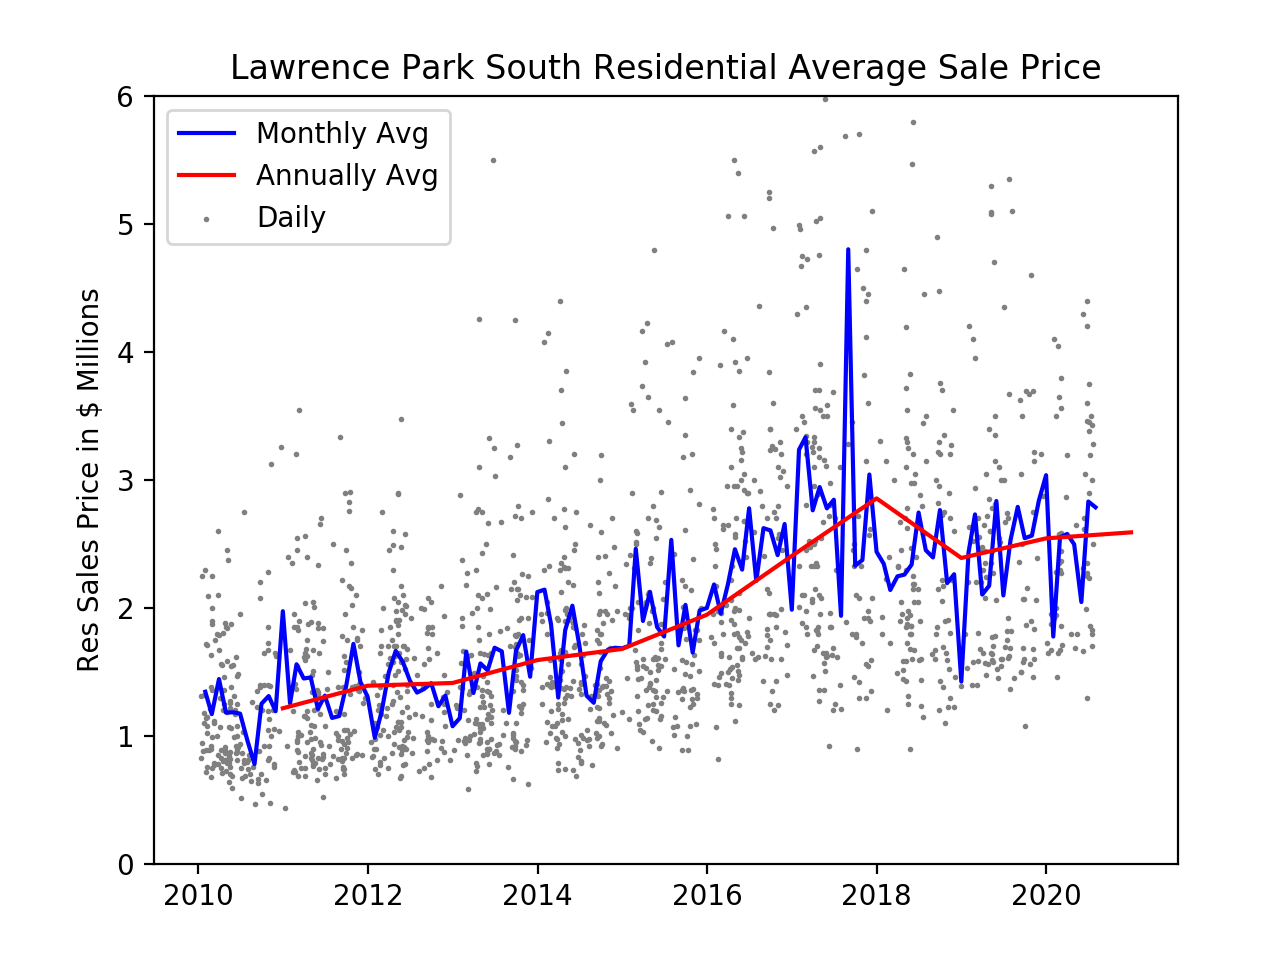 Lawrence Park South Residential Average Sale Price
6
5
4
3
2
1
0
Res Sales Price in $ Millions
Monthly Avg
Annually Avg
Daily
2010 2012 2014 2016 2018 2020